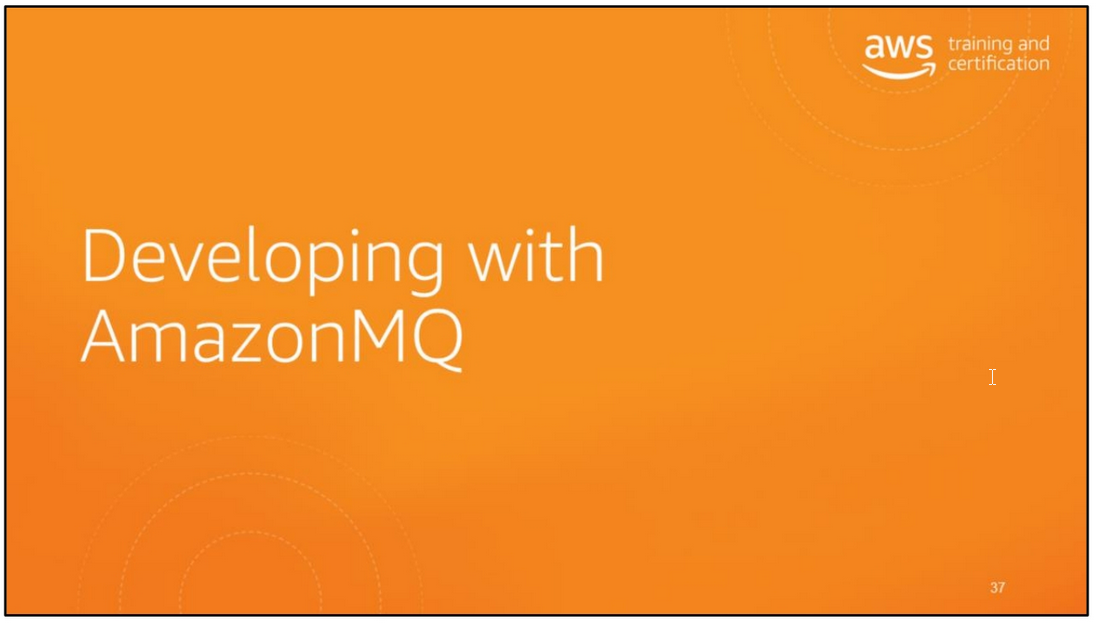 aws training and
certification
Developing with
AmazonMQ
37